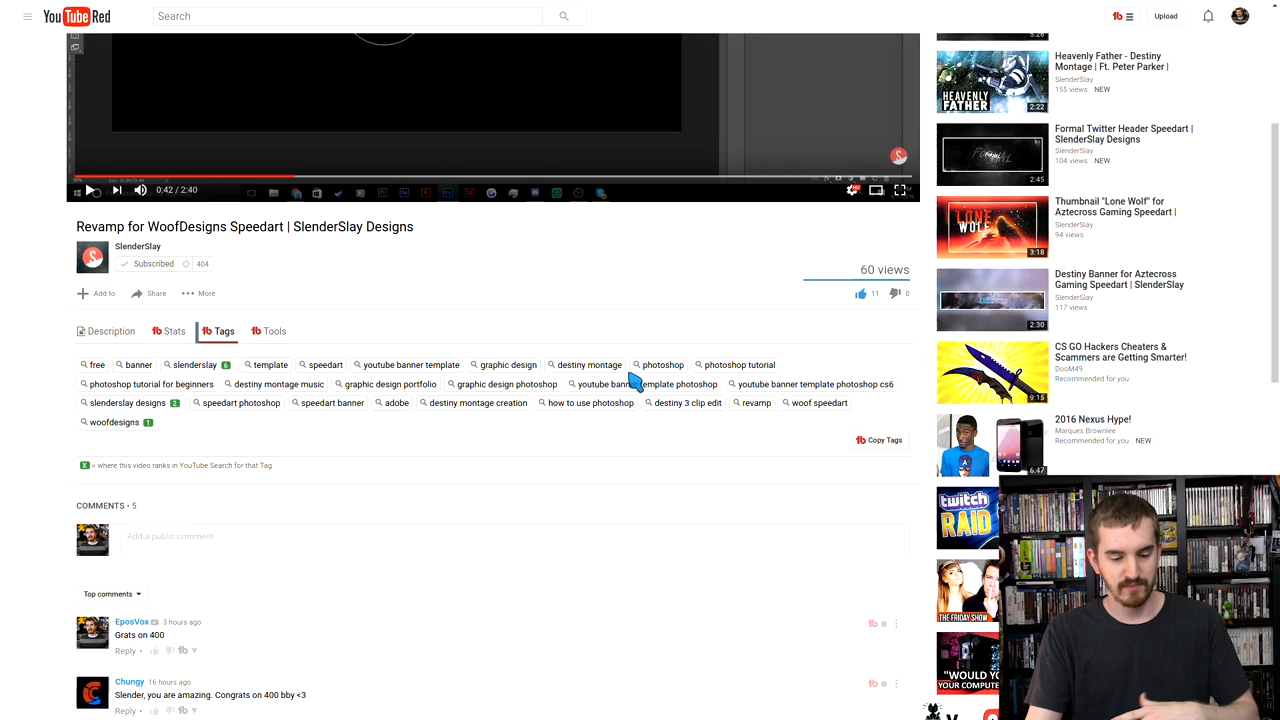 YouTube Red
Search
Upload
0:42 / 2:40
HD
Revamp for WoofDesigns Speedart | SlenderSlay Designs
SlenderSlay
Subscribed 404
60 views
Add to Share More
11 0
Description Stats Tags Tools
free banner slenderslay 6 template speedart youtube banner template graphic design destiny montage photoshop photoshop tutorial
photoshop tutorial for beginners destiny montage music graphic design portfolio graphic design photoshop youtube banner template photoshop youtube banner template photoshop cs6
slenderslay designs 2 speedart photoshop speedart banner adobe destiny montage creation how to use photoshop destiny 3 clip edit revamp woof speedart
woofdesigns 1
Copy Tags
X = where this video ranks in YouTube Search for that Tag
COMMENTS • 5
Add a public comment
Top comments
EposVox 3 hours ago
Grats on 400
Reply
Chungy 16 hours ago
Slender, you are amazing. Congrats on 400 bby <3
Reply
5:26
Heavenly Father - Destiny
Montage | Ft. Peter Parker |
SlenderSlay
155 views NEW
HEAVENLY
FATHER
2:22
Formal Twitter Header Speedart |
SlenderSlay Designs
SlenderSlay
104 views NEW
FORMAL
2:45
Thumbnail "Lone Wolf" for
Aztecross Gaming Speedart |
SlenderSlay
94 views
LONE
WOLF
3:18
Destiny Banner for Aztecross
Gaming Speedart | SlenderSlay
SlenderSlay
117 views
2:30
CS GO Hackers Cheaters &
Scammers are Getting Smarter!
DooM49
Recommended for you
9:15
2016 Nexus Hype!
Marques Brownlee
Recommended for you NEW
6:47
twitch
RAID
THE FRIDAY SHOW
"WOULD YO
YOUR COMPUTE